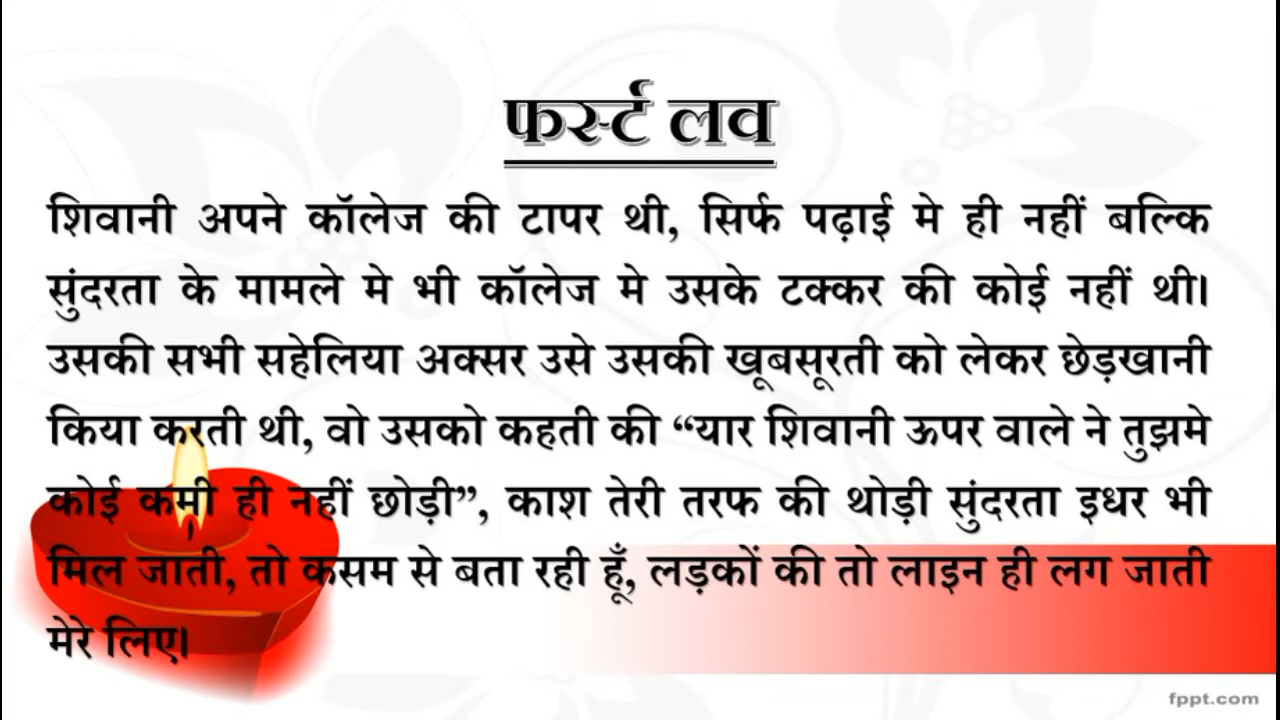 फर्स्ट लव
शिवानी अपने कॉलेज की टापर थी, सिर्फ पढ़ाई मे ही नहीं बल्कि
सुंदरता के मामले मे भी कॉलेज मे उसके टक्कर की कोई नहीं थी।
उसकी सभी सहेलिया अक्सर उसे उसकी खूबसूरती को लेकर छेड़खानी
किया करती थी, वो उसको कहती की “यार शिवानी ऊपर वाले ने तुझमे
कोई कमी ही नहीं छोड़ी”, काश तेरी तरफ की थोड़ी सुंदरता इधर भी
मिल जाती, तो कसम से बता रही हूँ, लड़कों की तो लाइन ही लग जाती
मेरे लिए।
fppt.com